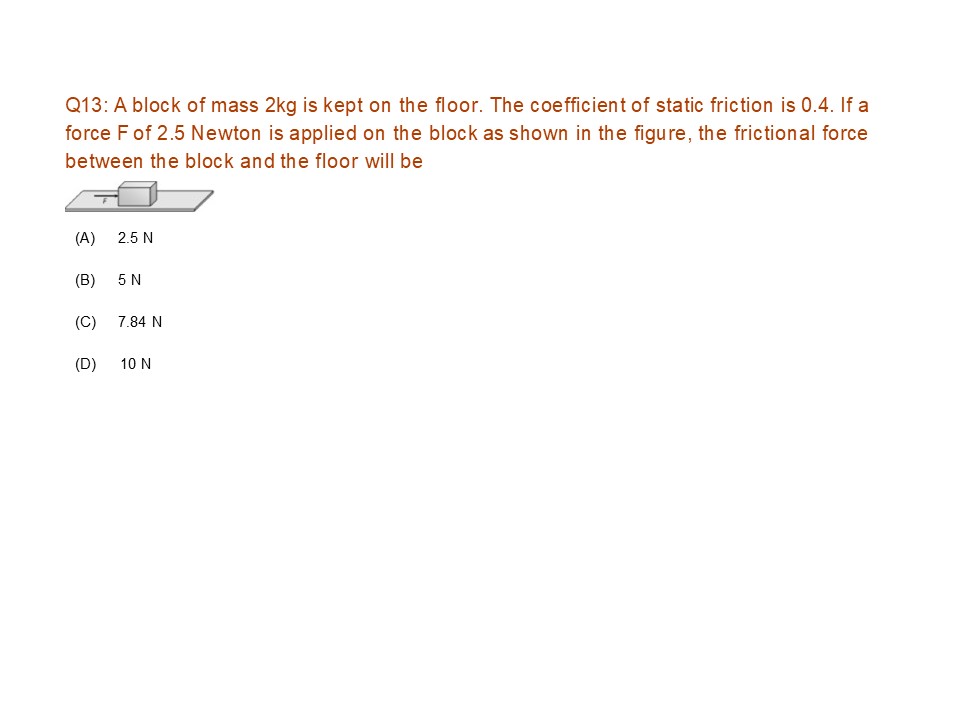 Q13: A block of mass 2kg is kept on the floor. The coefficient of static friction is 0.4. If a
force F of 2.5 Newton is applied on the block as shown in the figure, the frictional force
between the block and the floor will be
F
(A) 2.5 N
(B) 5 N
(C) 7.84 N
(D) 10 N